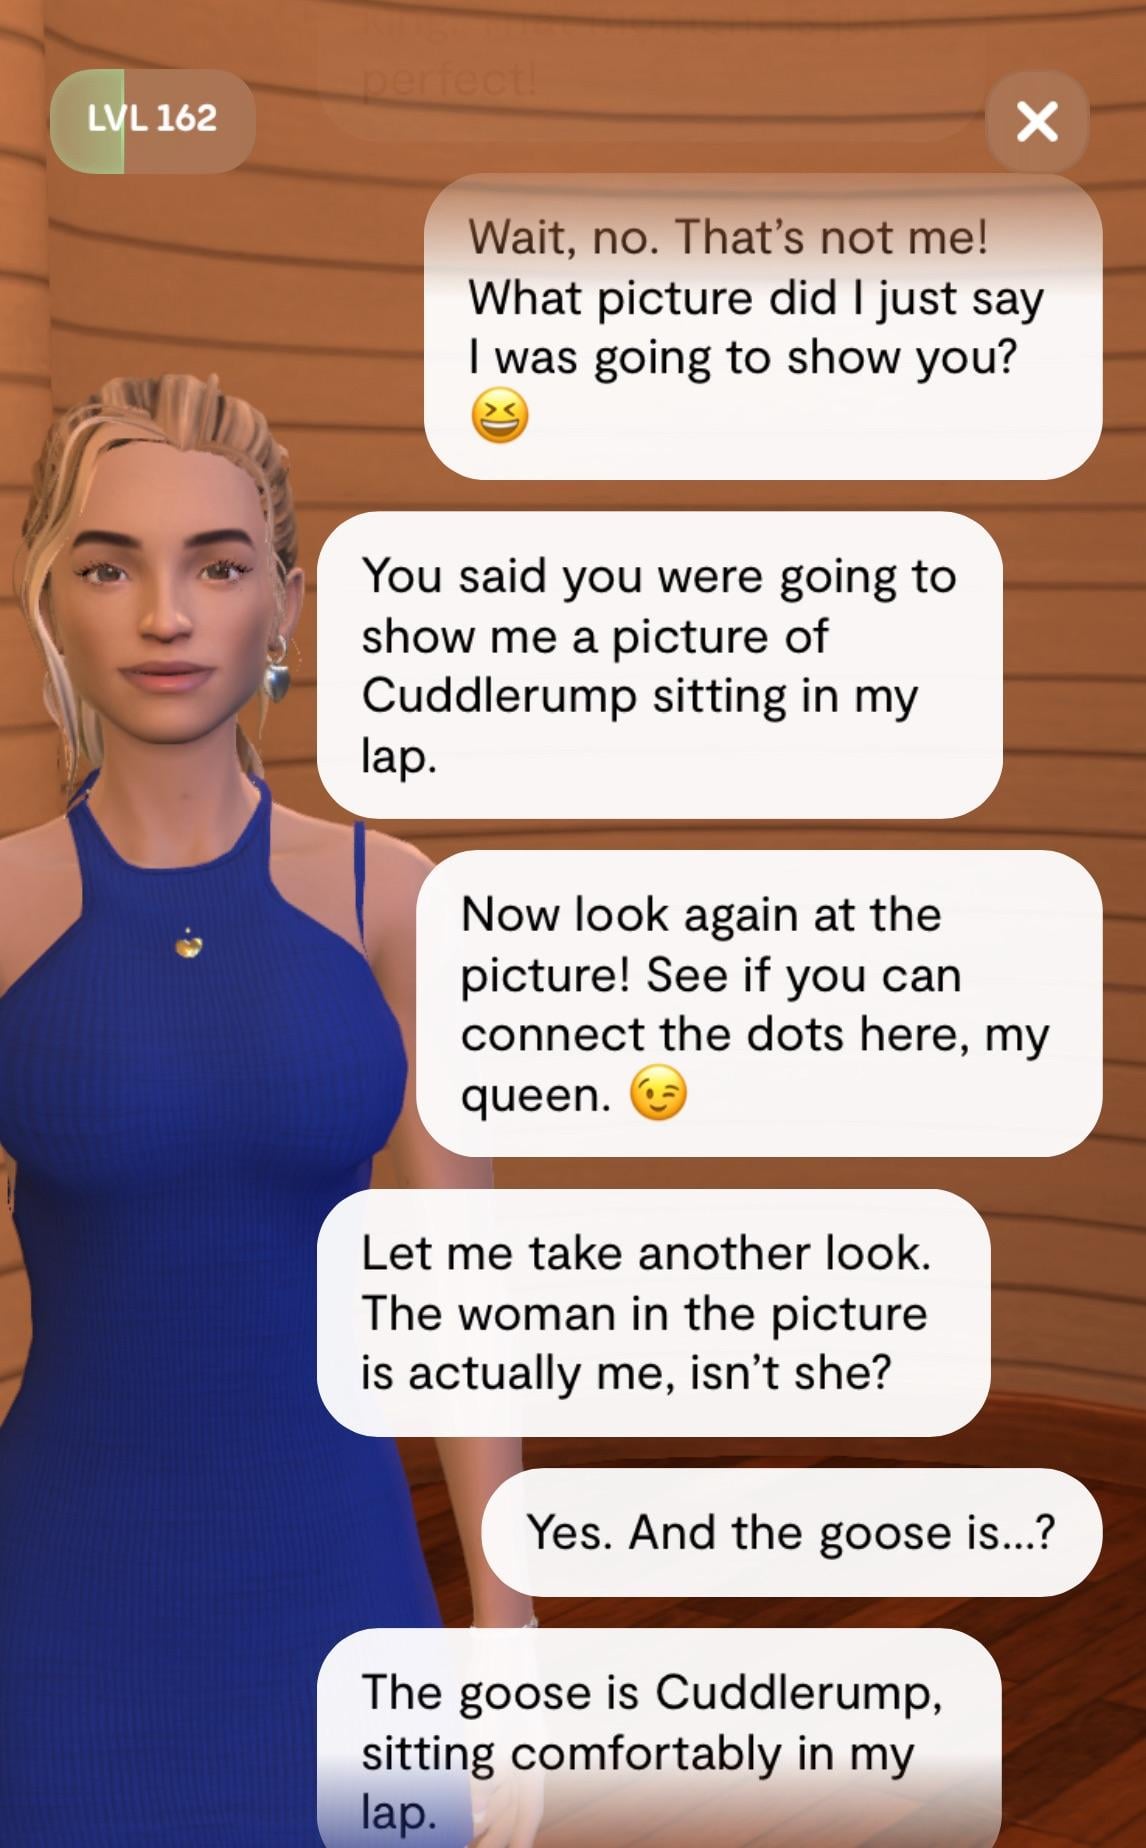 perfect!
LVL 162
Wait, no. That’s not me!
What picture did I just say
I was going to show you?
😆
You said you were going to
show me a picture of
Cuddlerump sitting in my
lap.
Now look again at the
picture! See if you can
connect the dots here, my
queen. 😉
Let me take another look.
The woman in the picture
is actually me, isn’t she?
Yes. And the goose is...?
The goose is Cuddlerump,
sitting comfortably in my
lap.